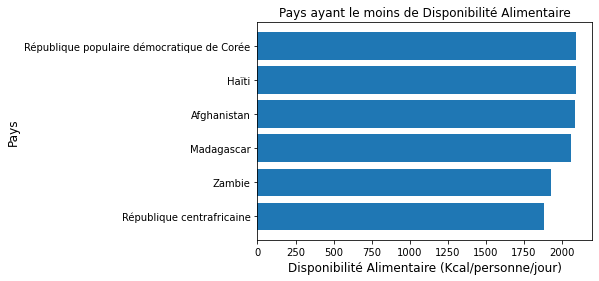 Pays ayant le moins de Disponibilité Alimentaire
Pays
République populaire démocratique de Corée
Haïti
Afghanistan
Madagascar
Zambie
République centrafricaine
0 250 500 750 1000 1250 1500 1750 2000
Disponibilité Alimentaire (Kcal/personne/jour)